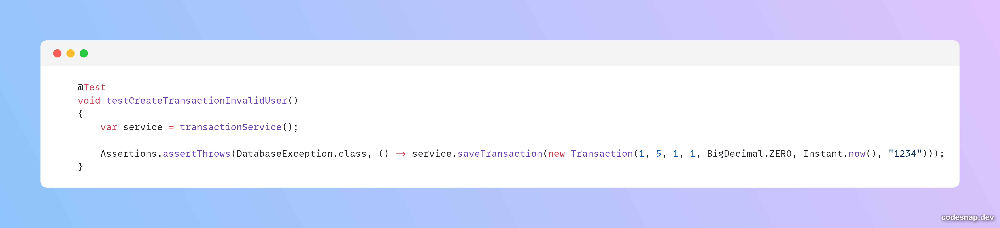 @Test
void testCreateTransactionInvalidUser()
{
    var service = transactionService();

    Assertions.assertThrows(DatabaseException.class, () -> service.saveTransaction(new Transaction(1, 5, 1, 1, BigDecimal.ZERO, Instant.now(), "1234")));
}
codesnap.dev